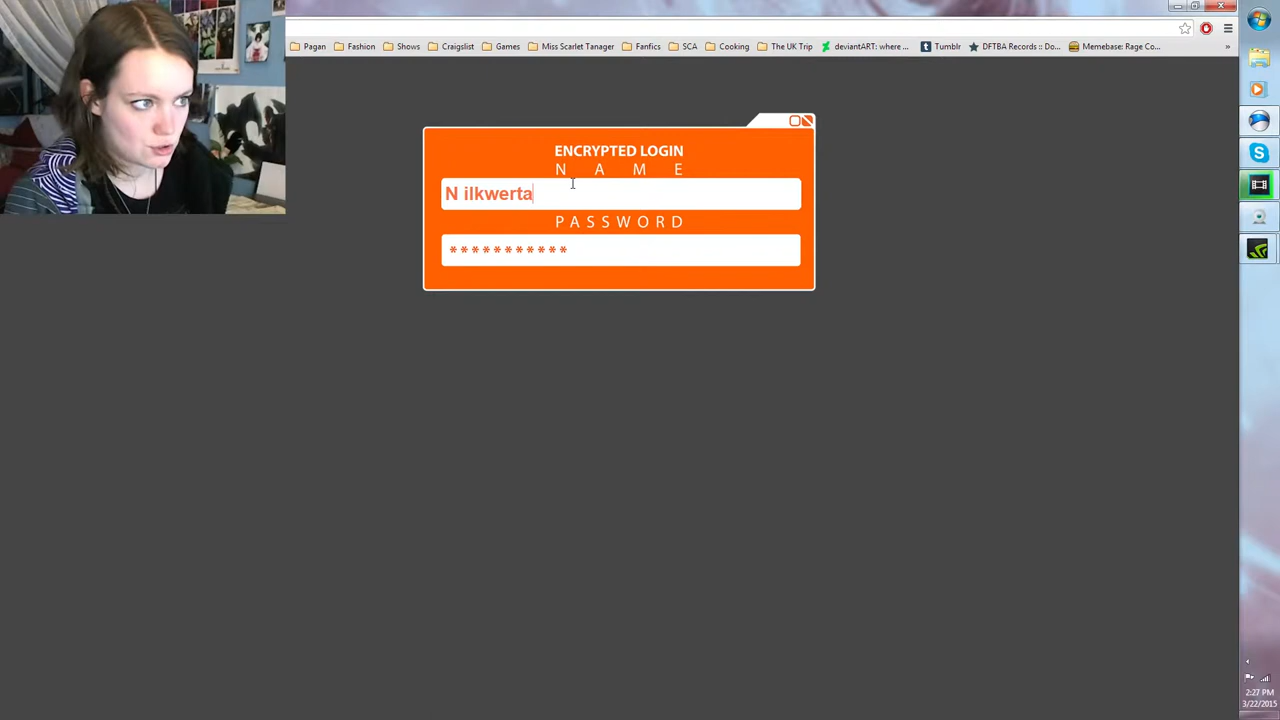 Pagan Fashion Shows Craigslist Games Miss Scarlet Tanager Fanfics SCA Cooking The UK Trip deviantART: where ... Tumblr DFTBA Records :: Do... Memebase: Rage Co... »
ENCRYPTED LOGIN
N A M E
N ilkwerta
P A S S W O R D
***********
2:27 PM
3/22/2015